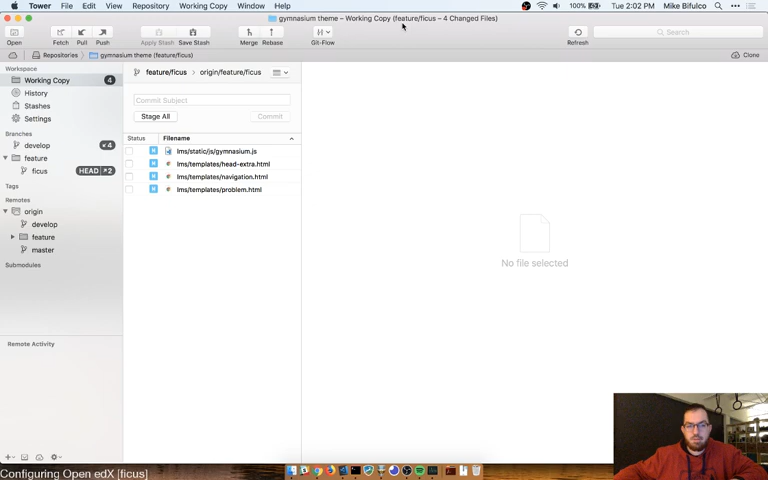 Tower File Edit View Repository Working Copy Window Help 100% Tue 2:02 PM Mike Bifulco
gymnasium theme – Working Copy (feature/ficus – 4 Changed Files)
Open Fetch Pull Push Apply Stash Save Stash Merge Rebase Git-Flow Refresh Search
Repositories gymnasium theme (feature/ficus) Clono
Workspace
Working Copy 4
History
Stashes
Settings
Branches
develop 4
feature
ficus HEAD 2
Tags
Remotes
origin
develop
feature
master
Submodules
Remote Activity
feature/ficus > origin/feature/ficus
Commit Subject
Stage All Commit
Status Filename
lms/static/js/gymnasium.js
lms/templates/head-extra.html
lms/templates/navigation.html
lms/templates/problem.html
No file selected
Configuring Open edX [ficus]